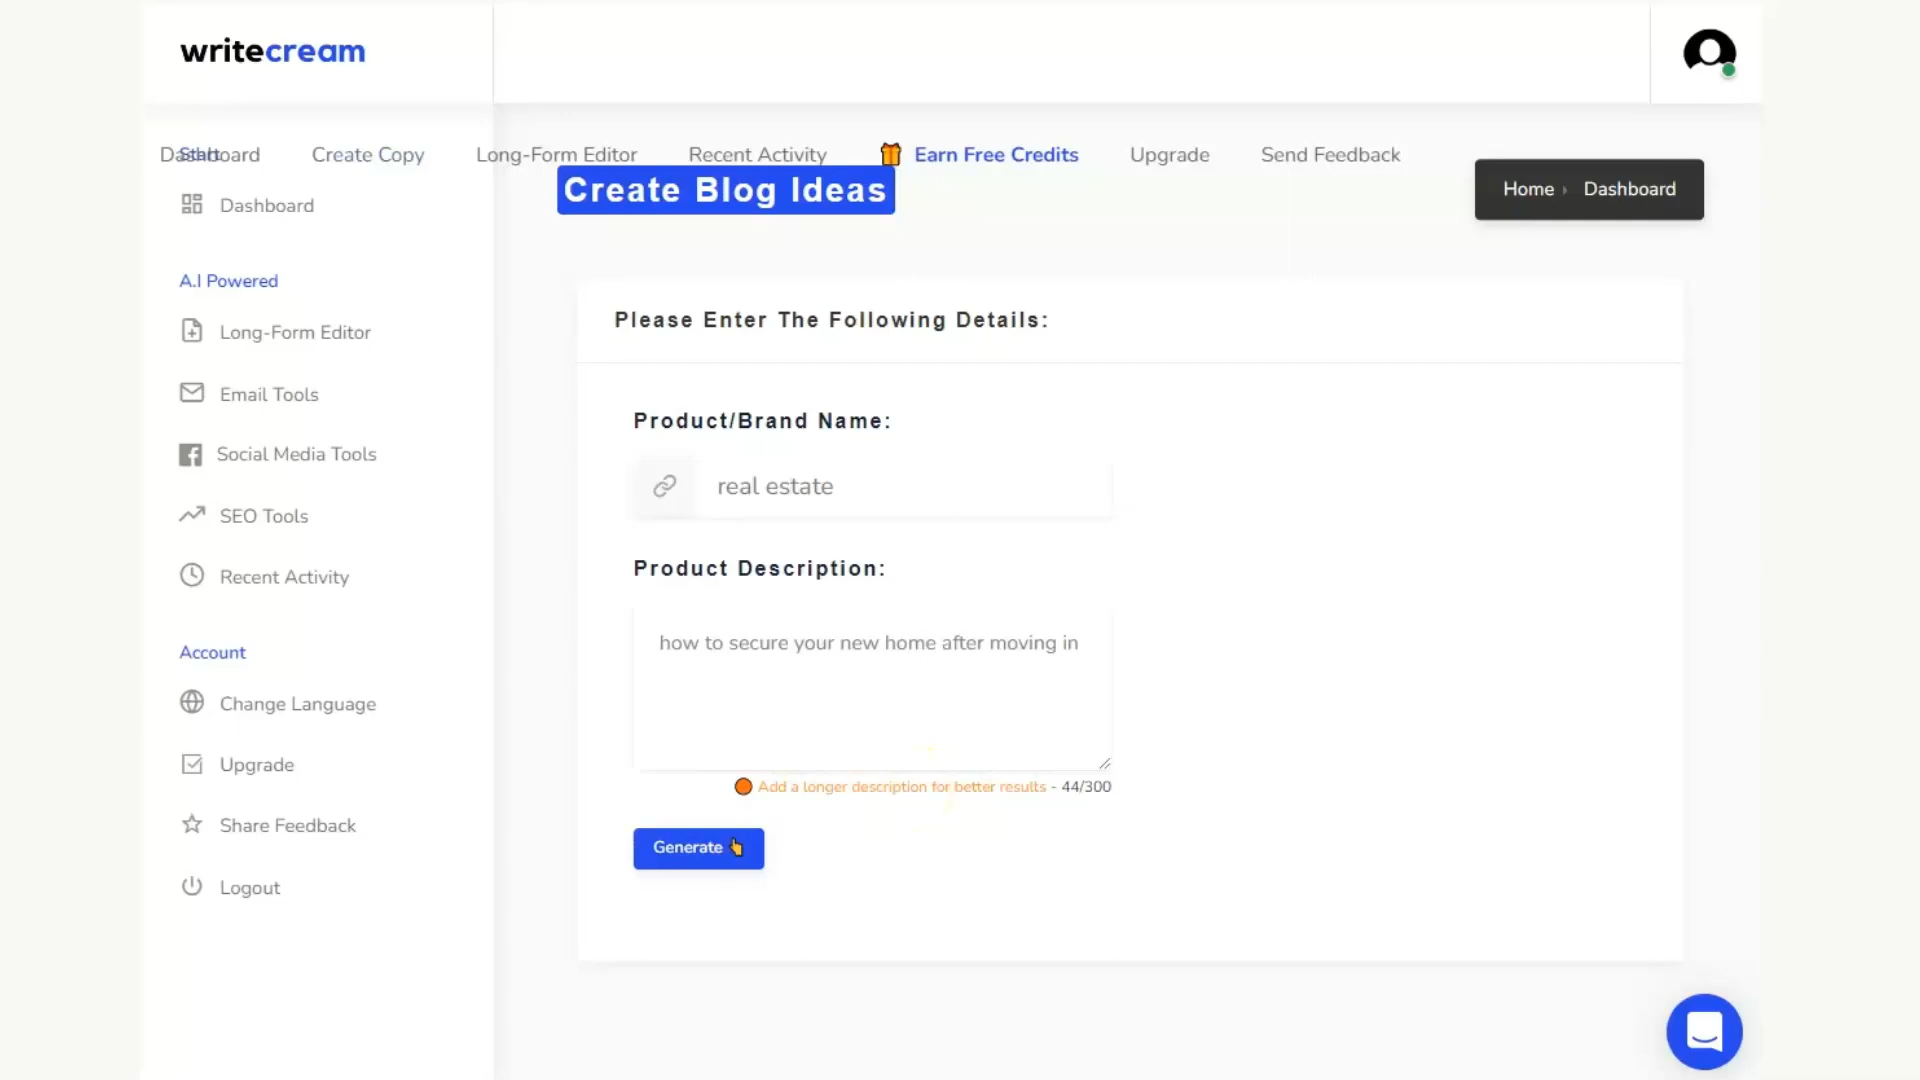 writecream
Start
Dashboard Create Copy Long-Form Editor Recent Activity Earn Free Credits Upgrade Send Feedback
Create Blog Ideas
Home › Dashboard
Dashboard
A.I Powered
Long-Form Editor
Email Tools
Social Media Tools
SEO Tools
Recent Activity
Account
Change Language
Upgrade
Share Feedback
Logout
Please Enter The Following Details:
Product/Brand Name:
real estate
Product Description:
how to secure your new home after moving in
Add a longer description for better results - 44/300
Generate